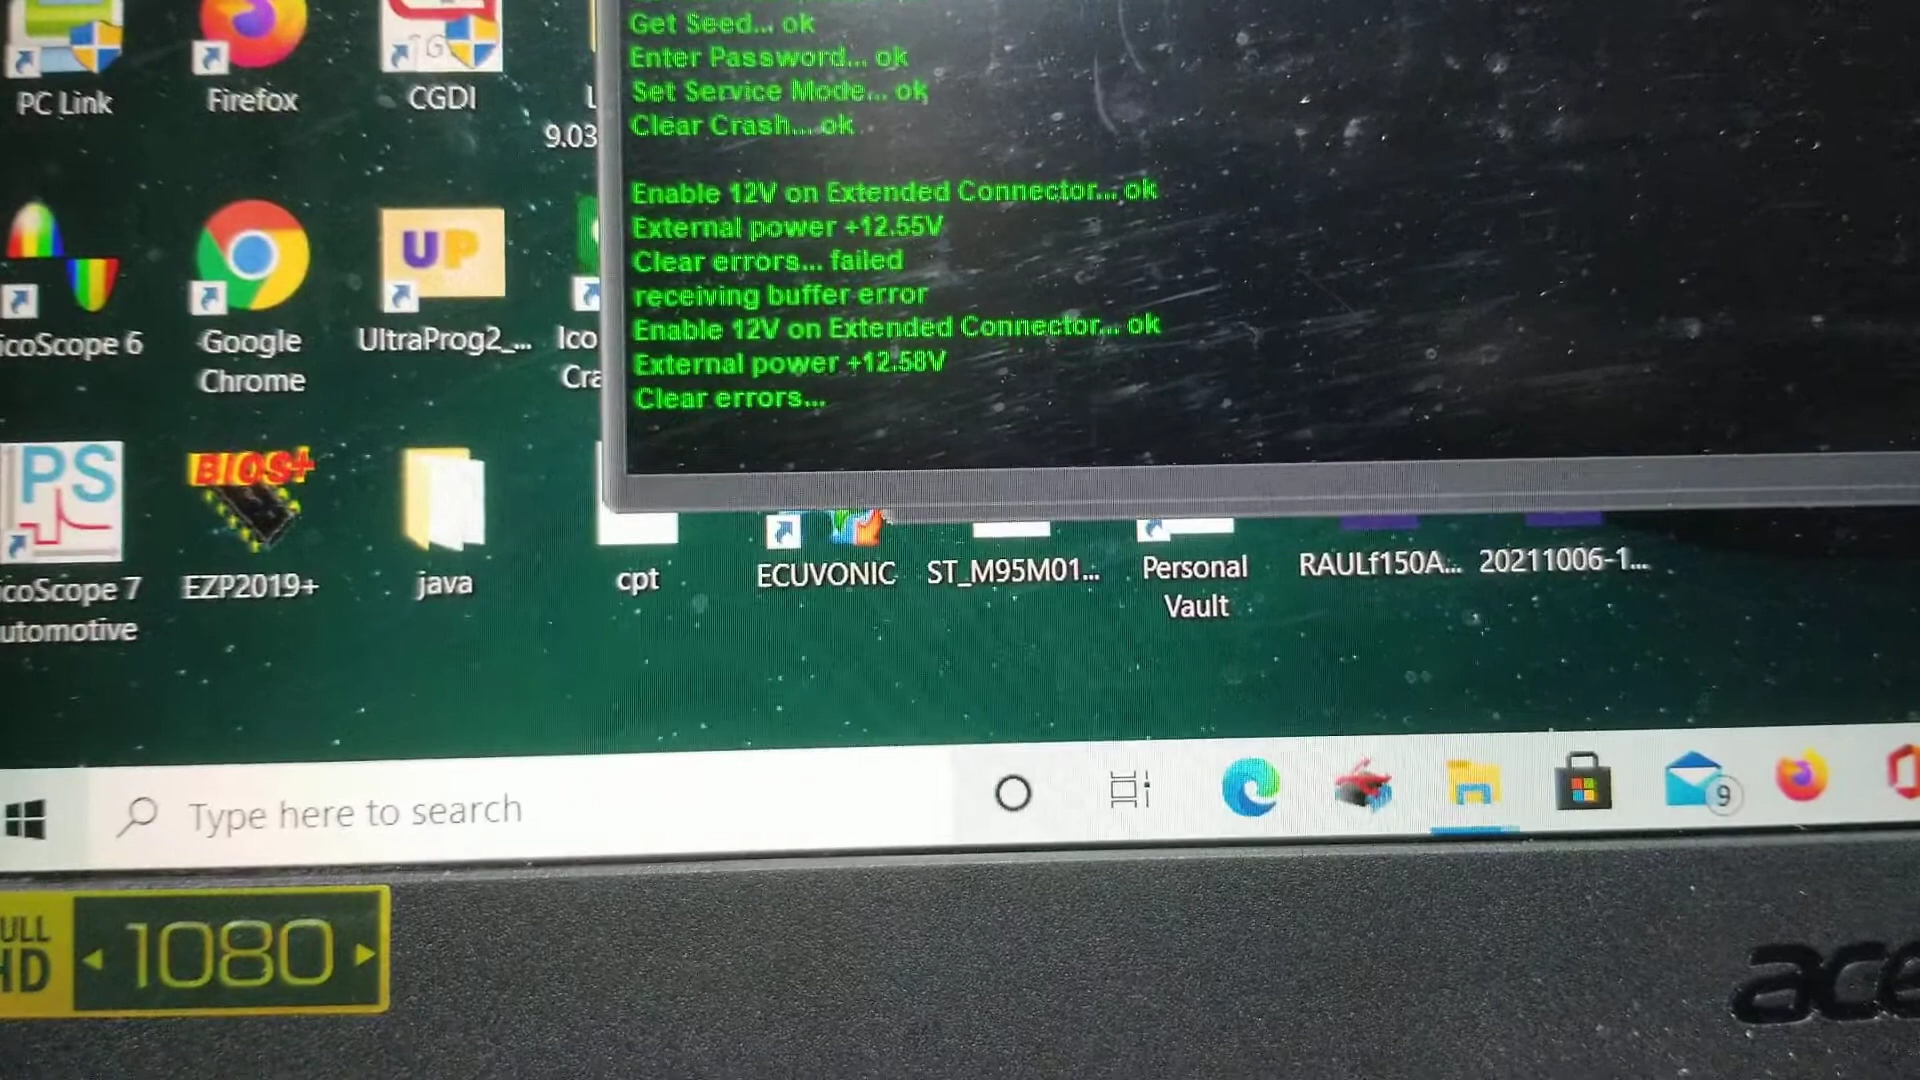 Get Seed... ok
Enter Password... ok
Set Service Mode... ok
Clear Crash... ok
Enable 12V on Extended Connector... ok
External power +12.55V
Clear errors... failed
receiving buffer error
Enable 12V on Extended Connector... ok
External power +12.58V
Clear errors...
PC Link
Firefox
CGDI
9.03
icoScope 6
Google
Chrome
UP
UltraProg2_...
Ico
Cra
PS
icoScope 7
utomotive
BIOS+
EZP2019+
java
cpt
ECUVONIC
ST_M95M01...
Personal
Vault
RAULf150A...
20211006-1...
Type here to search
9
ULL
HD
1080
ace